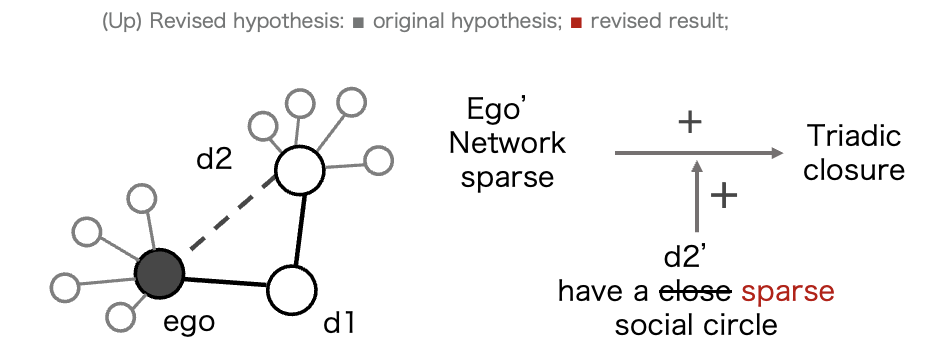 (Up) Revised hypothesis: ■ original hypothesis; ■ revised result;
d2
ego
d1
Ego'
Network
sparse
+
Triadic
closure
+
d2'
have a close sparse
social circle